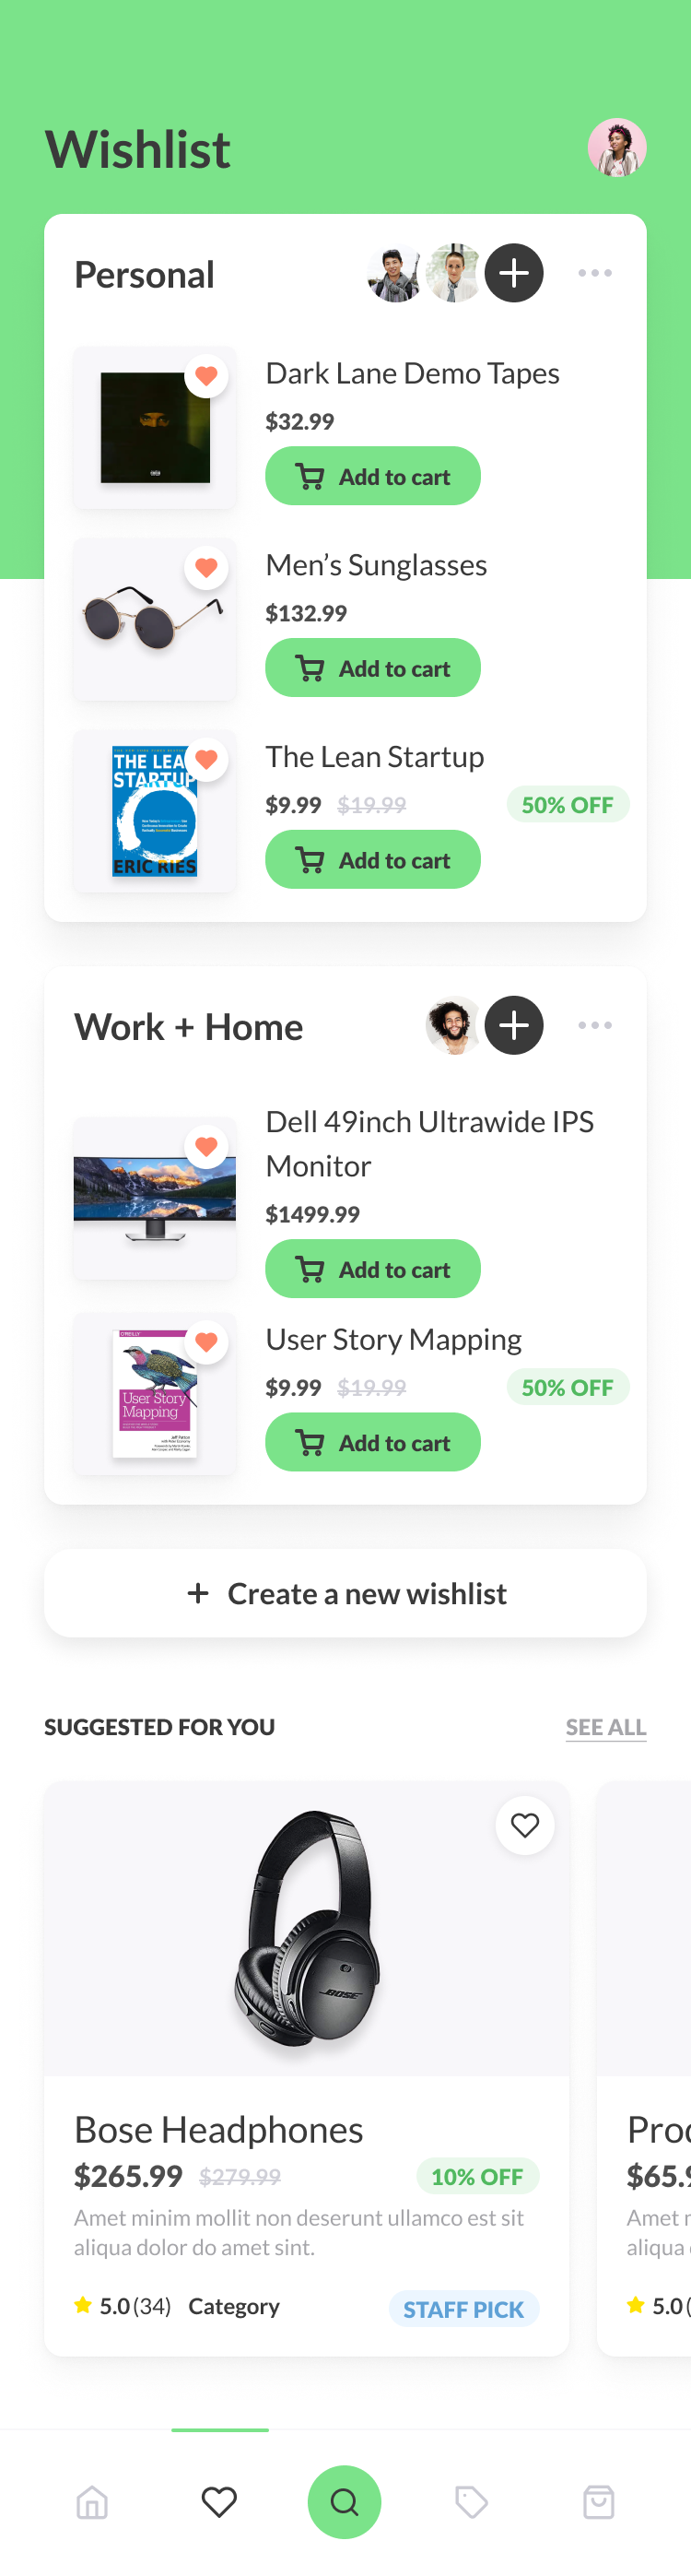 Wishlist
Personal
Dark Lane Demo Tapes
$32.99
Add to cart
Men’s Sunglasses
$132.99
Add to cart
THE LEA
STARTUP
ERIC RIES
The Lean Startup
$9.99 $19.99
50% OFF
Add to cart
Work + Home
Dell 49inch Ultrawide IPS
Monitor
$1499.99
Add to cart
O'REILLY
User Story
Mapping
User Story Mapping
$9.99 $19.99
50% OFF
Add to cart
Create a new wishlist
SUGGESTED FOR YOU
SEE ALL
BOSE
Bose Headphones
$265.99 $279.99
10% OFF
Amet minim mollit non deserunt ullamco est sit
aliqua dolor do amet sint.
5.0 (34) Category
STAFF PICK
Proc
$65.9
Amet
aliqua
5.0 (